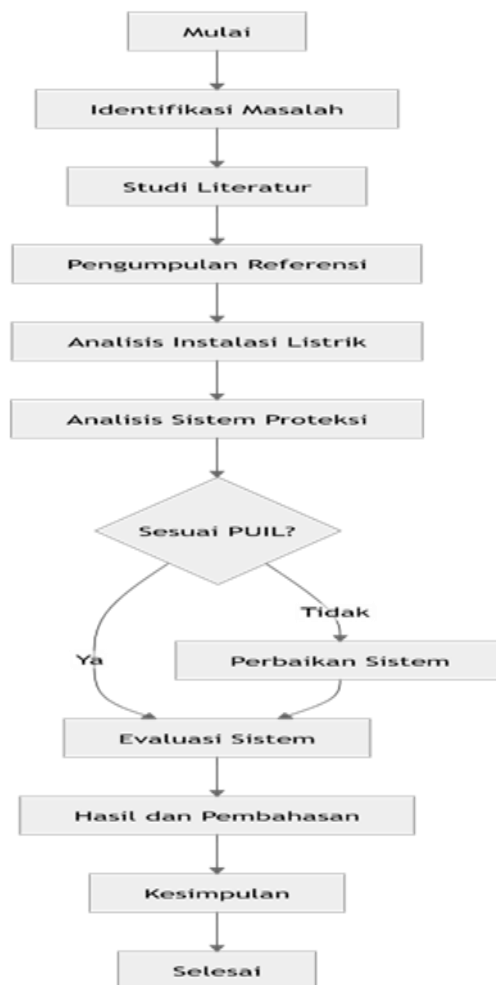 Mulai
Identifikasi Masalah
Studi Literatur
Pengumpulan Referensi
Analisis Instalasi Listrik
Analisis Sistem Proteksi
Sesuai PUIL?
Tidak
Ya
Perbaikan Sistem
Evaluasi Sistem
Hasil dan Pembahasan
Kesimpulan
Selesai